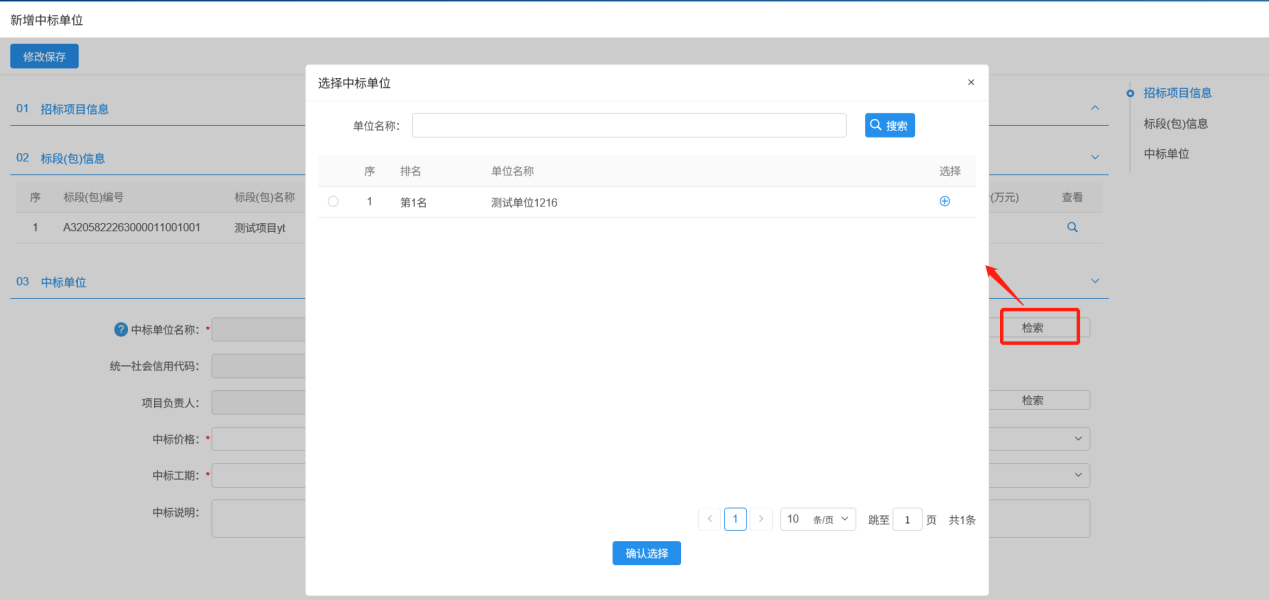 新增中标单位
修改保存
选择中标单位 ×
单位名称： 搜索
序 排名 单位名称 选择
1 第1名 测试单位1216
1 10 条/页 跳至 1 页 共1条
确认选择
01 招标项目信息
02 标段(包)信息
序 标段(包)编号 标段(包)名称 (万元) 查看
1 A3205822263000011001001 测试项目yt
03 中标单位
? 中标单位名称：* 检索
统一社会信用代码：
项目负责人： 检索
中标价格：*
中标工期：*
中标说明：
招标项目信息
标段(包)信息
中标单位